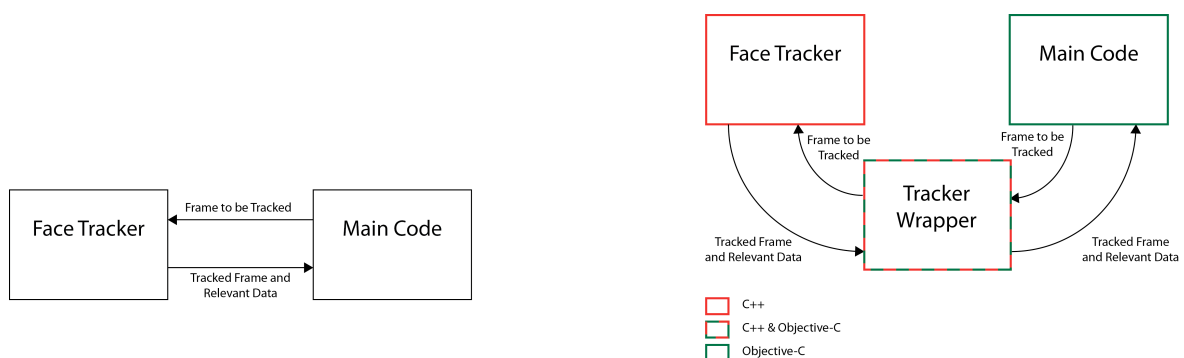 Face Tracker
Frame to be Tracked
Main Code
Tracked Frame and
Relevant Data
Face Tracker
Main Code
Frame to be
Tracked
Frame to be
Tracked
Tracker
Wrapper
Tracked Frame
and Relevant Data
Tracked Frame
and Relevant Data
C++
C++ & Objective-C
Objective-C